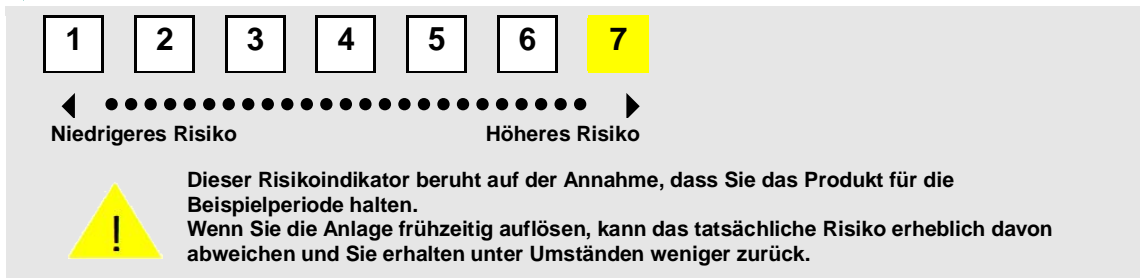 1 2 3 4 5 6 7
Niedrigeres Risiko Höheres Risiko
Dieser Risikoindikator beruht auf der Annahme, dass Sie das Produkt für die
Beispielperiode halten.
! Wenn Sie die Anlage frühzeitig auflösen, kann das tatsächliche Risiko erheblich davon
abweichen und Sie erhalten unter Umständen weniger zurück.